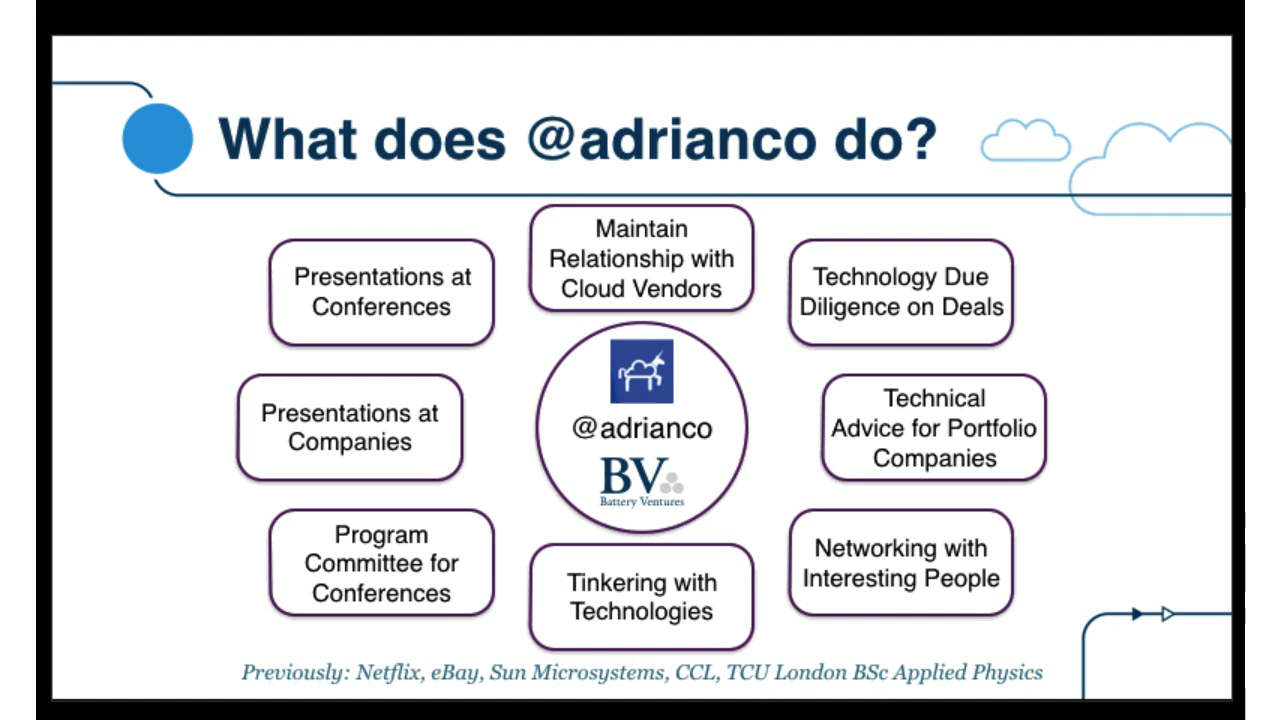 What does @adrianco do?
Maintain
Relationship with
Cloud Vendors
Presentations at
Conferences
Technology Due
Diligence on Deals
@adrianco
BV
Battery Ventures
Presentations at
Companies
Technical
Advice for Portfolio
Companies
Program
Committee for
Conferences
Tinkering with
Technologies
Networking with
Interesting People
Previously: Netflix, eBay, Sun Microsystems, CCL, TCU London BSc Applied Physics